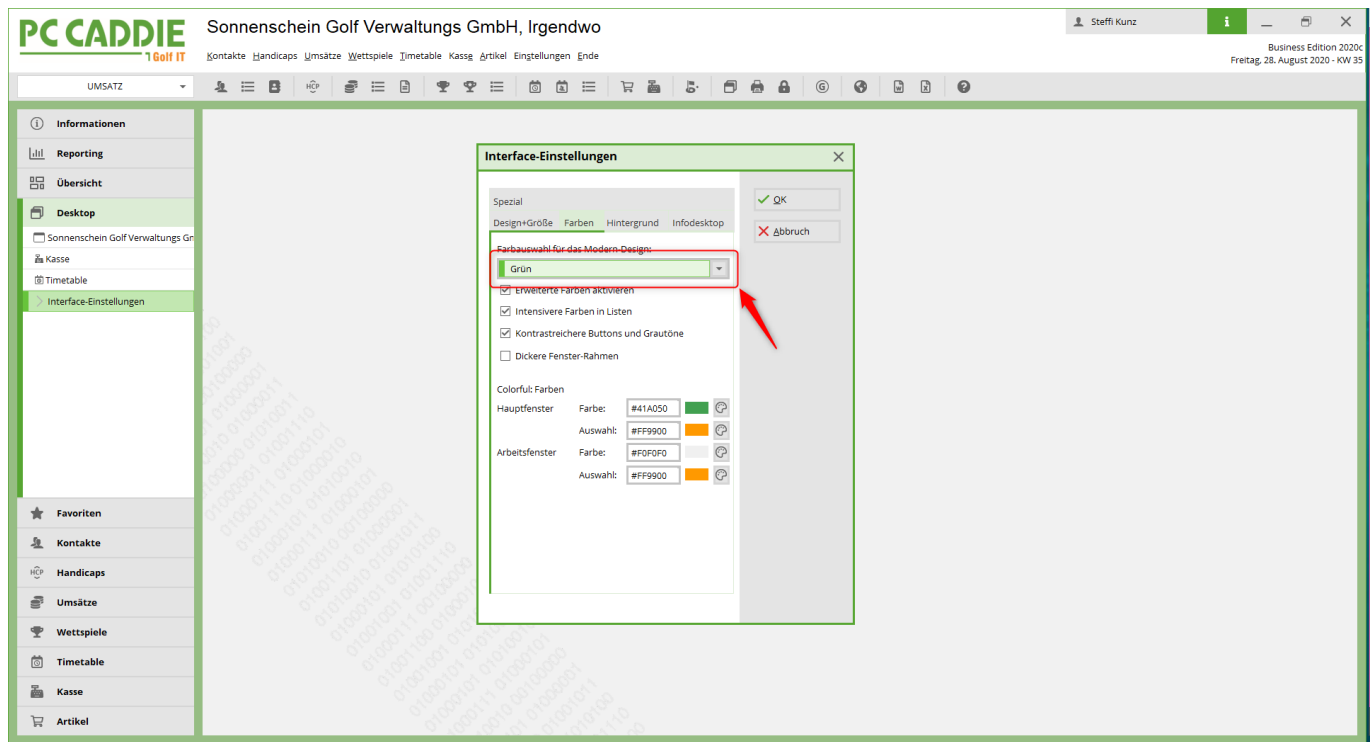 PC CADDIE
Golf IT
Sonnenschein Golf Verwaltungs GmbH, Irgendwo
Kontakte Handicaps Umsätze Wettspiele Timetable Kasse Artikel Einstellungen Ende
Steffi Kunz
i
Business Edition 2020c
Freitag, 28. August 2020 - KW 35
UMSATZ
HCP
G
Informationen
Reporting
Übersicht
Desktop
Sonnenschein Golf Verwaltungs Gm
Kasse
Timetable
Interface-Einstellungen
Favoriten
Kontakte
HCP Handicaps
Umsätze
Wettspiele
Timetable
Kasse
Artikel
Interface-Einstellungen
Spezial
Design+Größe Farben Hintergrund Infodesktop
Farbauswahl für das Modern-Design:
Grün
Erweiterte Farben aktivieren
Intensivere Farben in Listen
Kontrastreichere Buttons und Grautöne
Dickere Fenster-Rahmen
Colorful: Farben
Hauptfenster Farbe: #41A050
Auswahl: #FF9900
Arbeitsfenster Farbe: #F0F0F0
Auswahl: #FF9900
OK
Abbruch